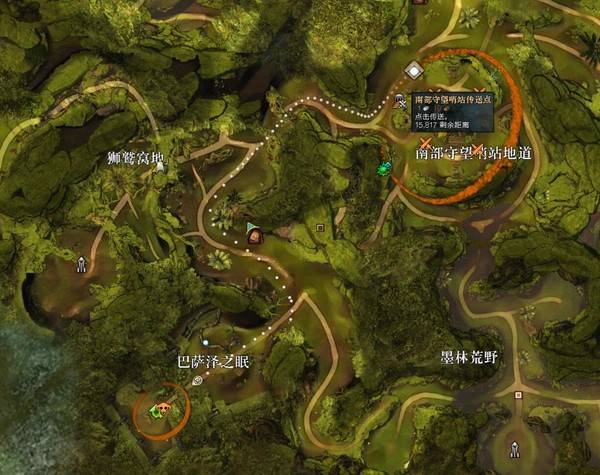 南部守望哨站传送点
点击传送。
15,817 剩余距离
狮鹫窝地
南部守望哨站地道
巴萨泽之眠
墨林荒野